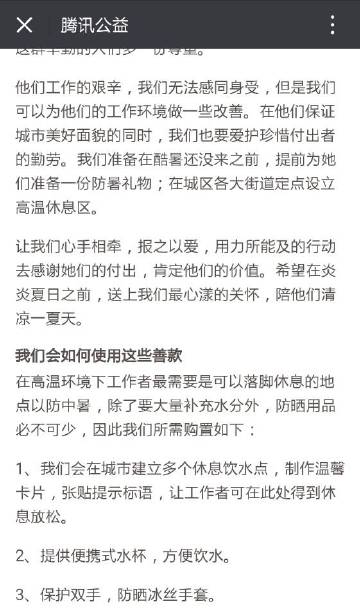 腾讯公益
这群辛勤的人们多一份尊重。
他们工作的艰辛，我们无法感同身受，但是我们
可以为他们的工作环境做一些改善。在他们保证
城市美好面貌的同时，我们也要爱护珍惜付出者
的勤劳。我们准备在酷暑还没来之前，提前为她
们准备一份防暑礼物；在城区各大街道定点设立
高温休息区。
让我们心手相牵，报之以爱，用力所能及的行动
去感谢她们的付出，肯定他们的价值。希望在炎
炎夏日之前，送上我们最心漾的关怀，陪他们清
凉一夏天。
我们会如何使用这些善款
在高温环境下工作者最需要是可以落脚休息的地
点以防中暑，除了要大量补充水分外，防晒用品
必不可少，因此我们所需购置如下：
1、我们会在城市建立多个休息饮水点，制作温馨
卡片，张贴提示标语，让工作者可在此处得到休
息放松。
2、提供便携式水杯，方便饮水。
3、保护双手，防晒冰丝手套。